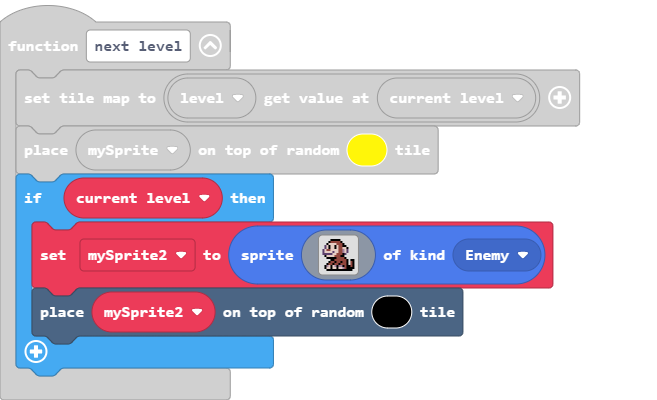 function next level
set tile map to level get value at current level
place mySprite on top of random tile
if current level then
set mySprite2 to sprite of kind Enemy
place mySprite2 on top of random tile